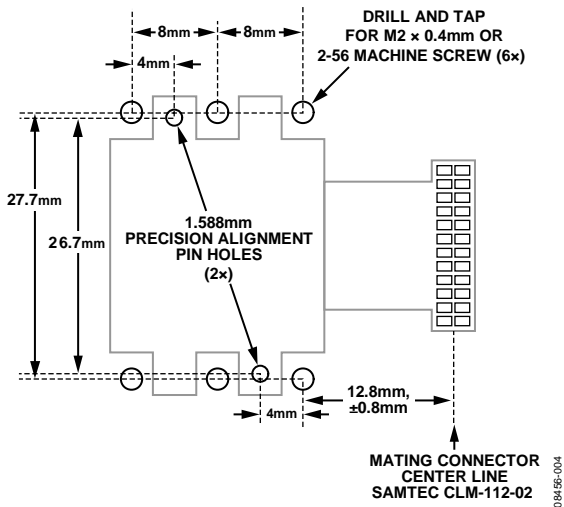 DRILL AND TAP
FOR M2 × 0.4mm OR
2-56 MACHINE SCREW (6×)
8mm
8mm
4mm
27.7mm
26.7mm
1.588mm
PRECISION ALIGNMENT
PIN HOLES
(2×)
12.8mm,
±0.8mm
4mm
MATING CONNECTOR
CENTER LINE
SAMTEC CLM-112-02
08456-004